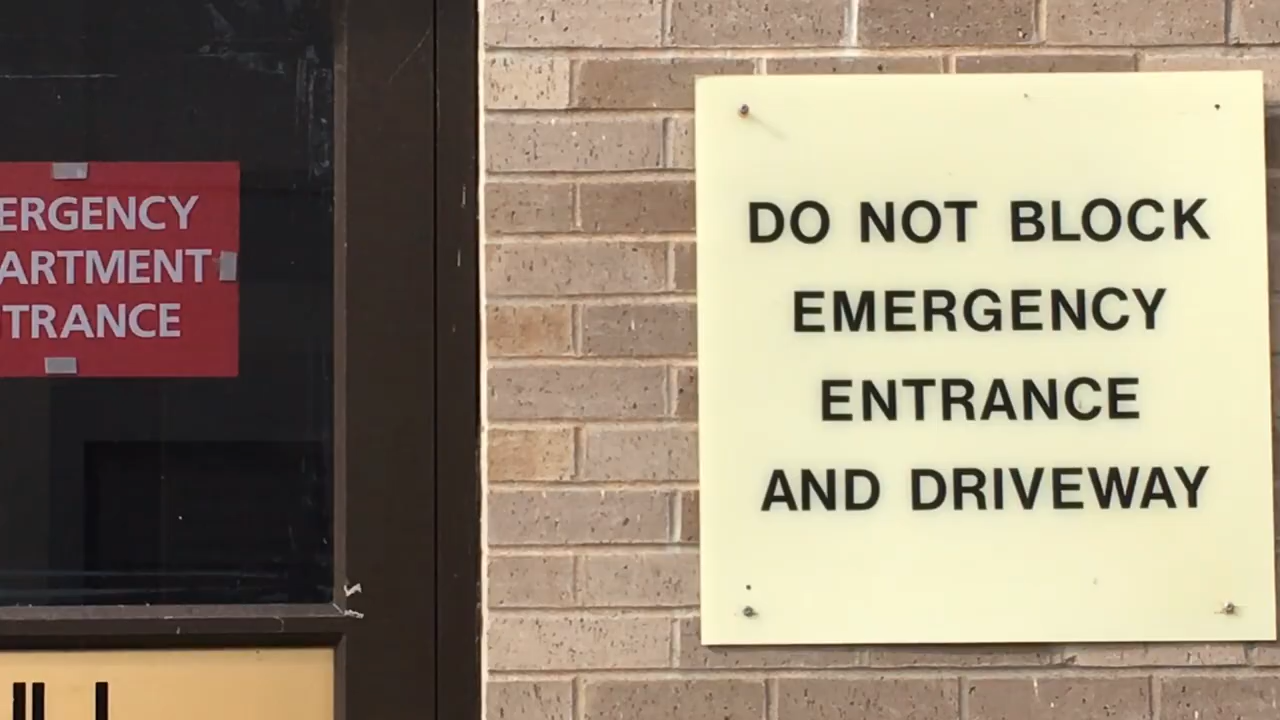 ERGENCY
ARTMENT
TRANCE
DO NOT BLOCK
EMERGENCY
ENTRANCE
AND DRIVEWAY